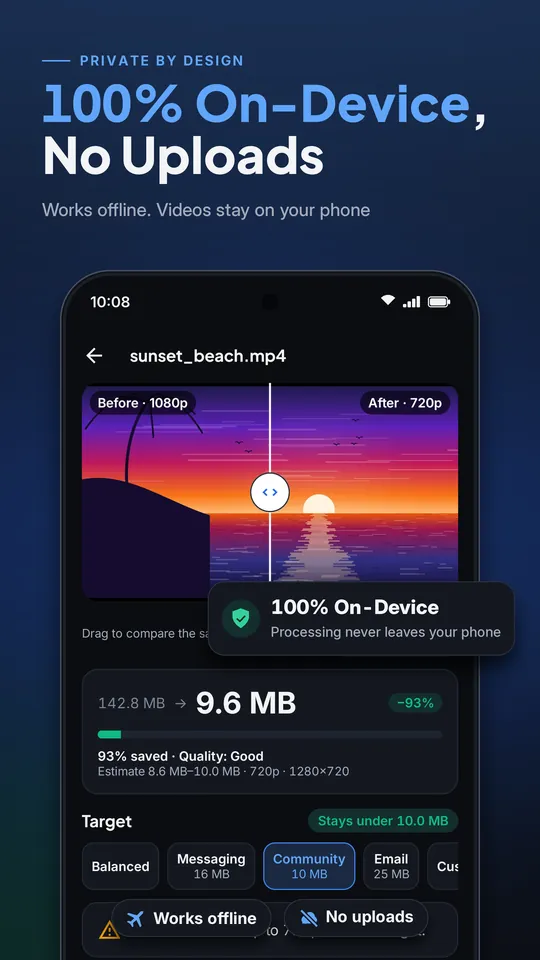 PRIVATE BY DESIGN
100% On-Device,
No Uploads
Works offline. Videos stay on your phone
10:08
sunset_beach.mp4
Before · 1080p
After · 720p
100% On-Device
Processing never leaves your phone
Drag to compare the
142.8 MB → 9.6 MB
−93%
93% saved · Quality: Good
Estimate 8.6 MB–10.0 MB · 720p · 1280×720
Target
Stays under 10.0 MB
Balanced
Messaging
16 MB
Community
10 MB
Email
25 MB
Cus
Works offline
No uploads